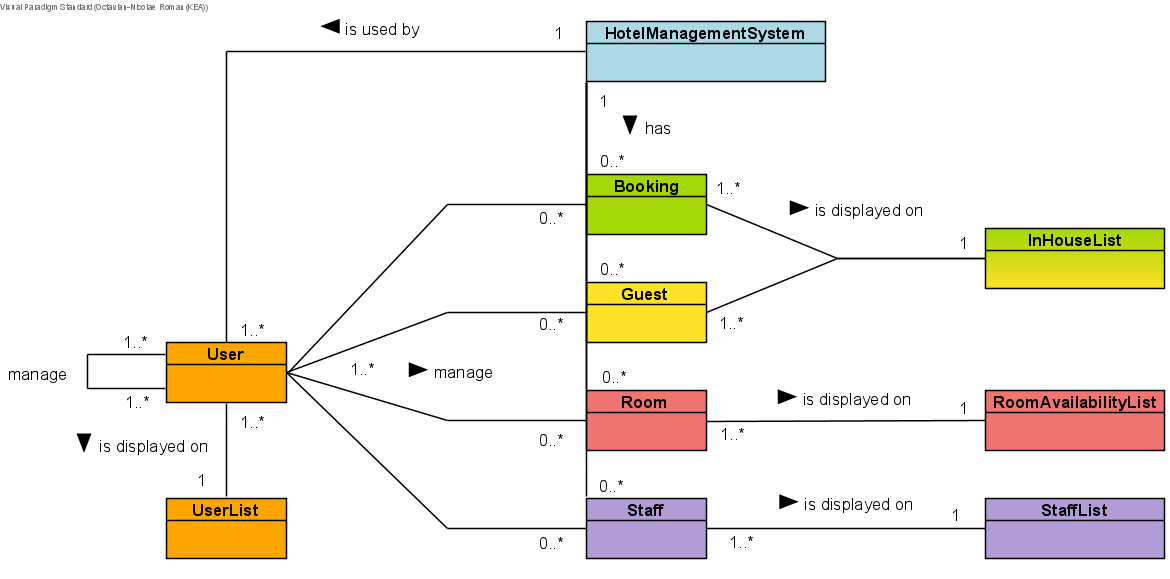 Visual Paradigm Standard (Octavian-Nicolae Roman (KEA))
is used by
1
HotelManagementSystem
1
has
0..*
Booking
1..*
is displayed on
0..*
1
InHouseList
0..*
Guest
0..*
1..*
1..*
1..*
User
manage
1..*
manage
1..*
1..*
0..*
Room
is displayed on
1
RoomAvailabilityList
0..*
1..*
is displayed on
1
UserList
0..*
Staff
is displayed on
1
StaffList
0..*
1..*